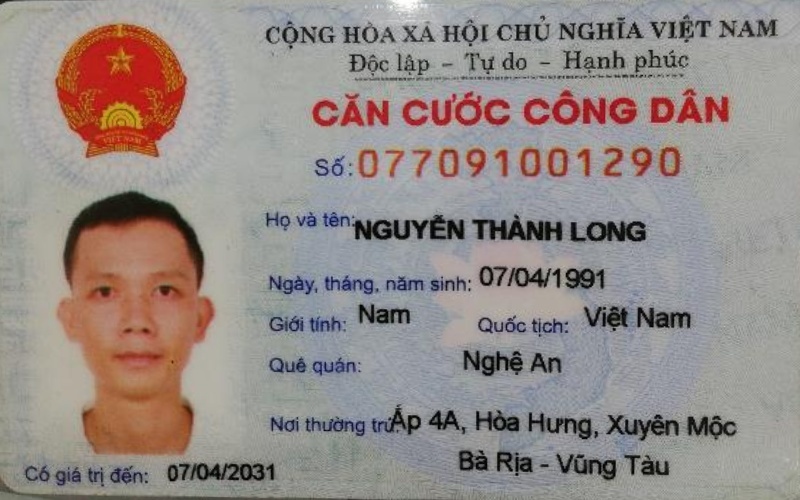 CỘNG HÒA XÃ HỘI CHỦ NGHĨA VIỆT NAM
Độc lập - Tự do - Hạnh phúc
CĂN CƯỚC CÔNG DÂN
Số: 077091001290
Họ và tên: NGUYỄN THÀNH LONG
Ngày, tháng, năm sinh: 07/04/1991
Giới tính: Nam Quốc tịch: Việt Nam
Quê quán: Nghệ An
Nơi thường trú: Ấp 4A, Hòa Hưng, Xuyên Mộc
Bà Rịa - Vũng Tàu
Có giá trị đến: 07/04/2031